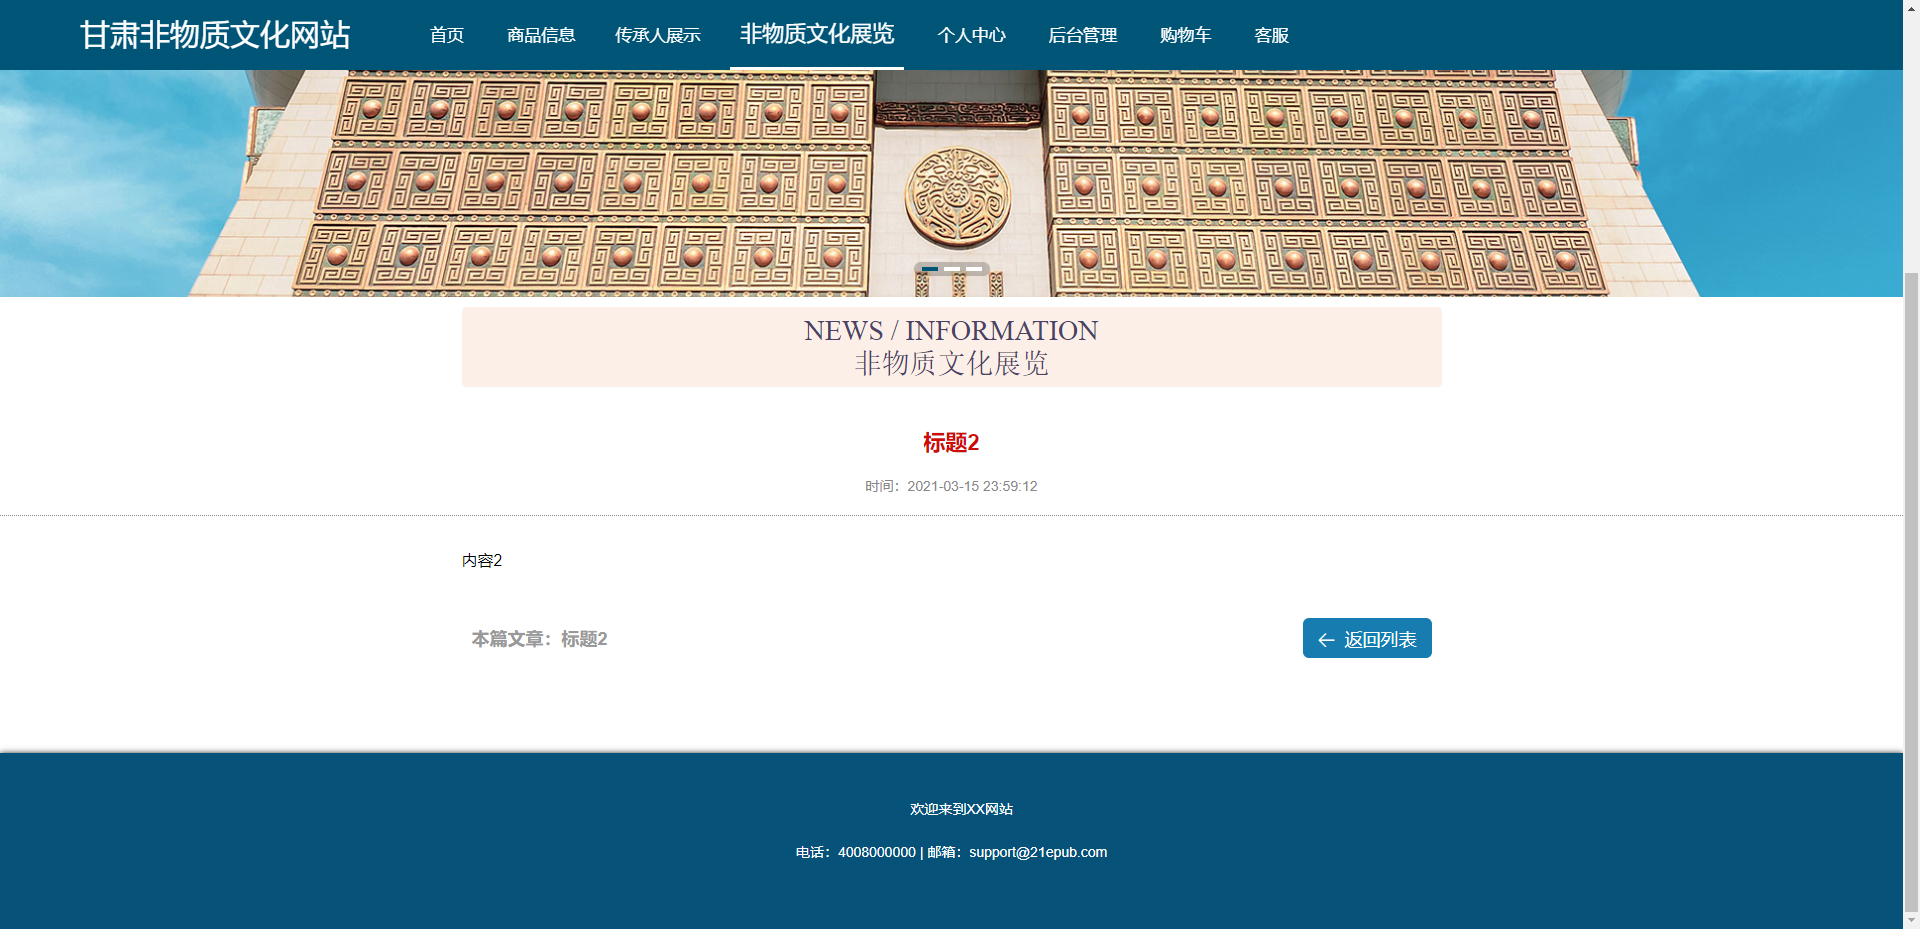 甘肃非物质文化网站
首页 商品信息 传承人展示 非物质文化展览 个人中心 后台管理 购物车 客服
NEWS / INFORMATION
非物质文化展览
标题2
时间：2021-03-15 23:59:12
内容2
本篇文章：标题2
← 返回列表
欢迎来到XX网站
电话：4008000000 | 邮箱：support@21epub.com